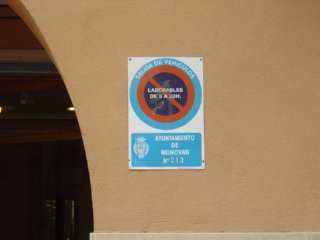 SALIDA DE VEHICULOS
LABORABLES
DE 8 A 20H.
AYUNTAMIENTO
DE
MONOVAR
Nº 013